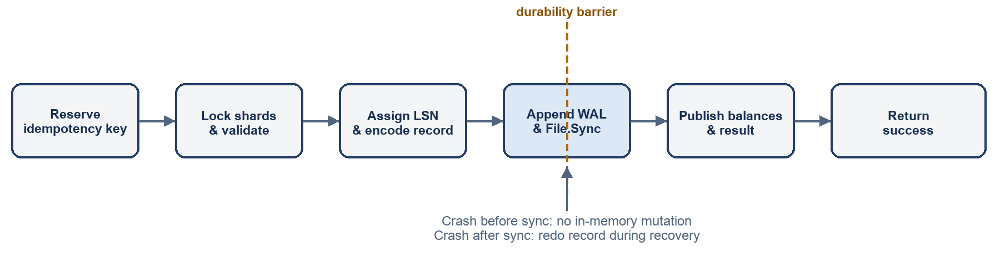 durability barrier
Reserve
idempotency key
Lock shards
& validate
Assign LSN
& encode record
Append WAL
& File.Sync
Publish balances
& result
Return
success
Crash before sync: no in-memory mutation
Crash after sync: redo record during recovery